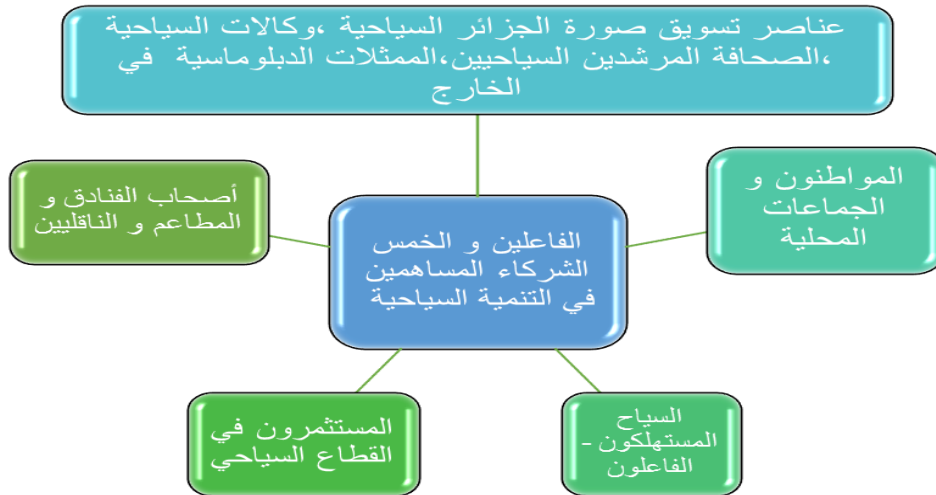 عناصر تسويق صورة الجزائر السياحية ،وكالات السياحية
،الصحافة المرشدين السياحيين،الممثلات الدبلوماسية في
الخارج
المواطنون و
الجماعات
المحلية
أصحاب الفنادق و
المطاعم و الناقليين
الفاعلين و الخمس
الشركاء المساهمين
في التنمية السياحية
السياح
المستهلكون -
الفاعلون
المستثمرون في
القطاع السياحي